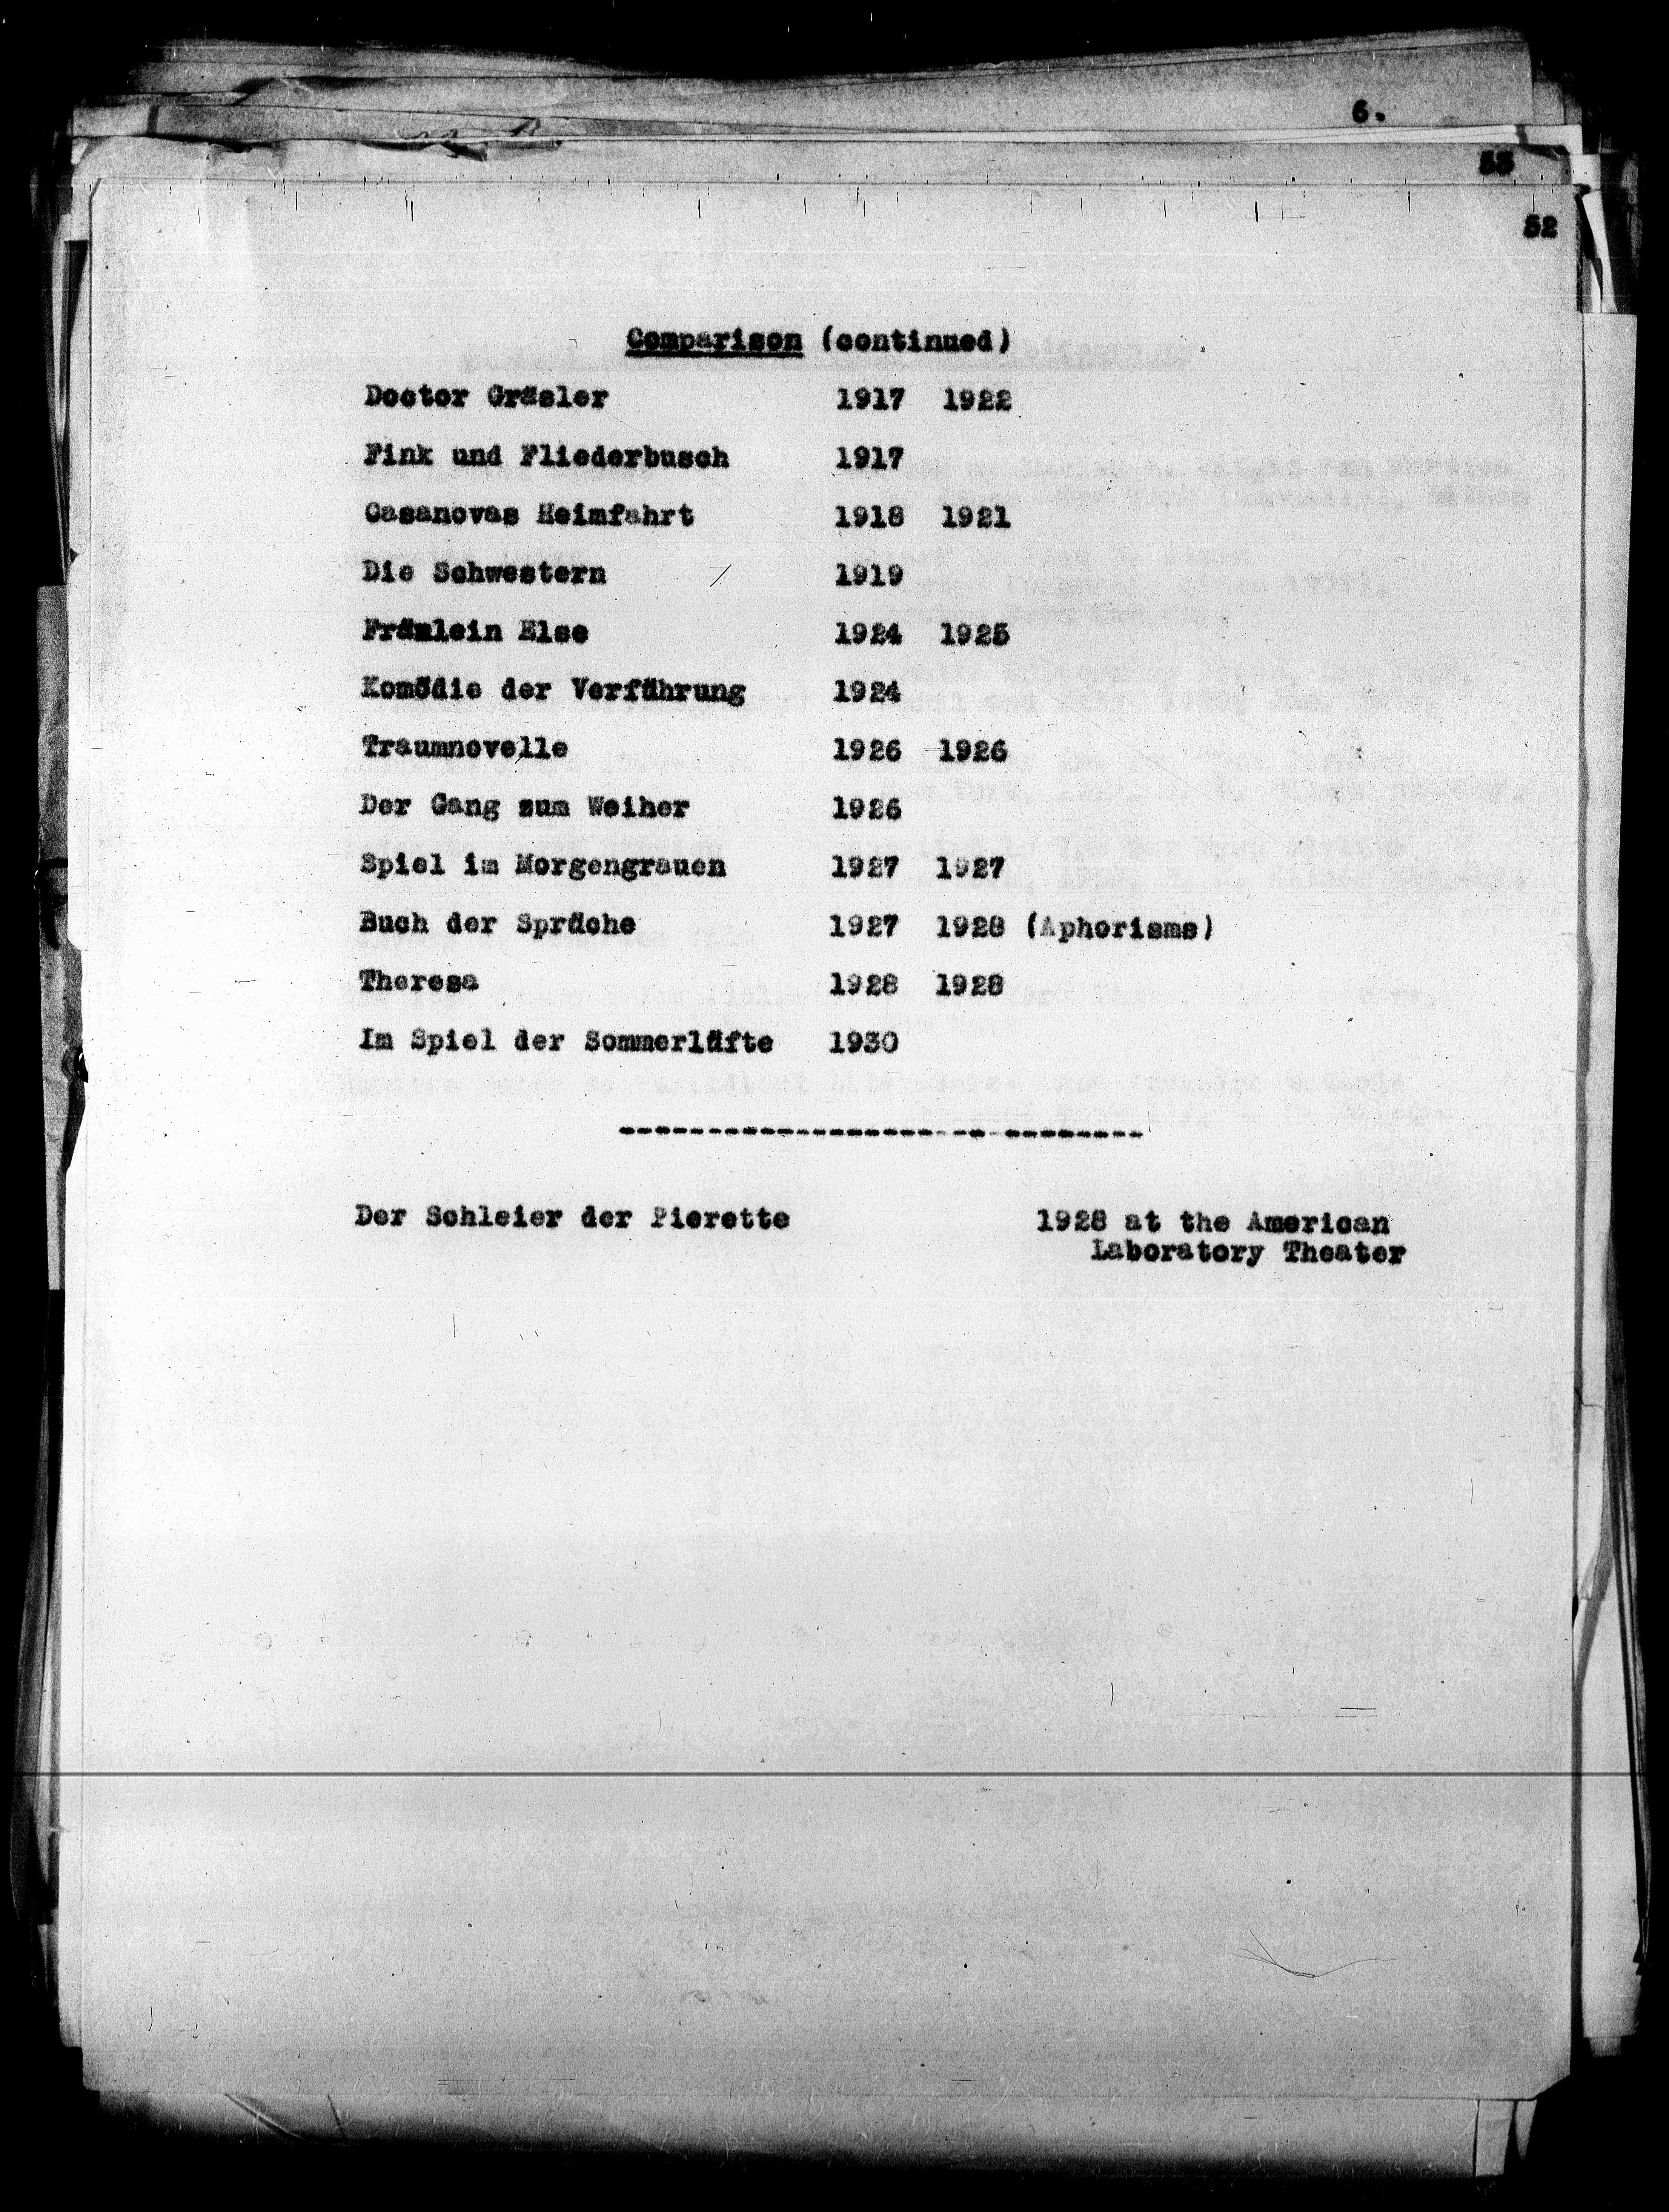 6.
53
52
Comparison (continued)
Doctor Gräsler 1917 1922
Fink und Fliederbusch 1917
Casanovas Heimfahrt 1918 1921
Die Schwestern 1919
Fräulein Else 1924 1925
Komödie der Verführung 1924
Traumnovelle 1926 1926
Der Gang zum Weiher 1926
Spiel im Morgengrauen 1927 1927
Buch der Sprüche 1927 1928 (Aphorisms)
Theresa 1928 1928
Im Spiel der Sommerlüfte 1930
Der Schleier der Pierette 1928 at the American
Laboratory Theater